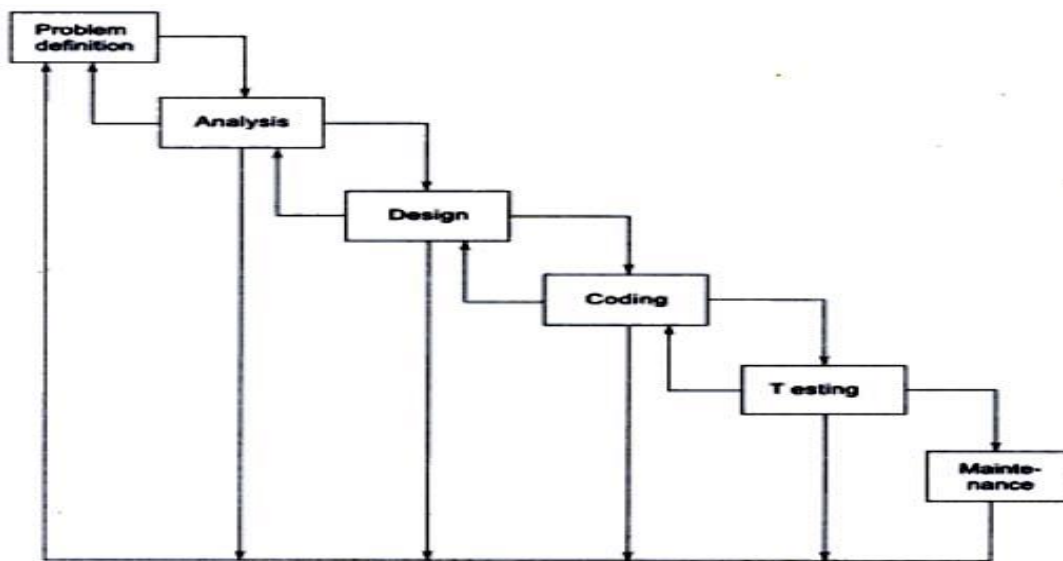 Problem
definition
Analysis
Design
Coding
T esting
Mainte-
nance